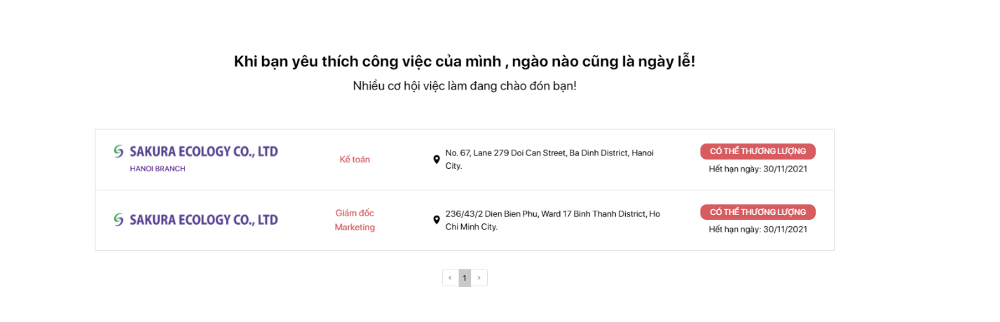 Khi bạn yêu thích công việc của mình , ngào nào cũng là ngày lễ!
Nhiều cơ hội việc làm đang chào đón bạn!
SAKURA ECOLOGY CO., LTD
HANOI BRANCH
Kế toán
No. 67, Lane 279 Doi Can Street, Ba Dinh District, Hanoi
City.
CÓ THỂ THƯƠNG LƯỢNG
Hết hạn ngày: 30/11/2021
SAKURA ECOLOGY CO., LTD
Giám đốc
Marketing
236/43/2 Dien Bien Phu, Ward 17 Binh Thanh District, Ho
Chi Minh City.
CÓ THỂ THƯƠNG LƯỢNG
Hết hạn ngày: 30/11/2021
‹ 1 ›